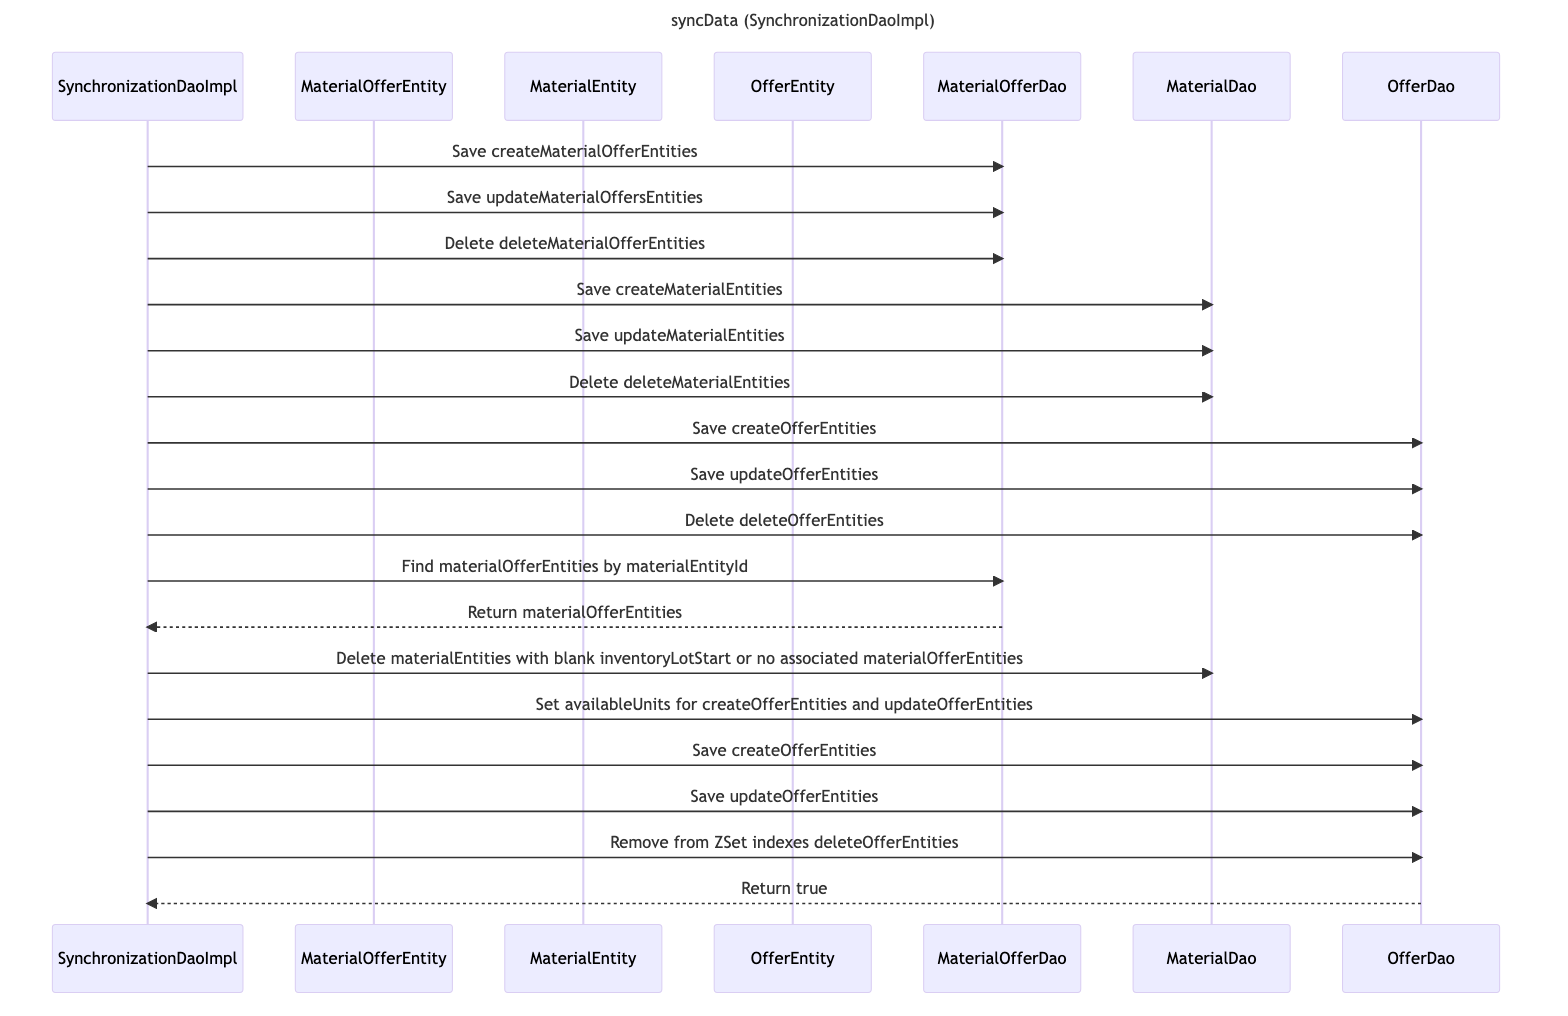 syncData (SynchronizationDaoImpl)
SynchronizationDaoImpl
MaterialOfferEntity
MaterialEntity
OfferEntity
MaterialOfferDao
MaterialDao
OfferDao
Save createMaterialOfferEntities
Save updateMaterialOffersEntities
Delete deleteMaterialOfferEntities
Save createMaterialEntities
Save updateMaterialEntities
Delete deleteMaterialEntities
Save createOfferEntities
Save updateOfferEntities
Delete deleteOfferEntities
Find materialOfferEntities by materialEntityId
Return materialOfferEntities
Delete materialEntities with blank inventoryLotStart or no associated materialOfferEntities
Set availableUnits for createOfferEntities and updateOfferEntities
Save createOfferEntities
Save updateOfferEntities
Remove from ZSet indexes deleteOfferEntities
Return true
SynchronizationDaoImpl
MaterialOfferEntity
MaterialEntity
OfferEntity
MaterialOfferDao
MaterialDao
OfferDao